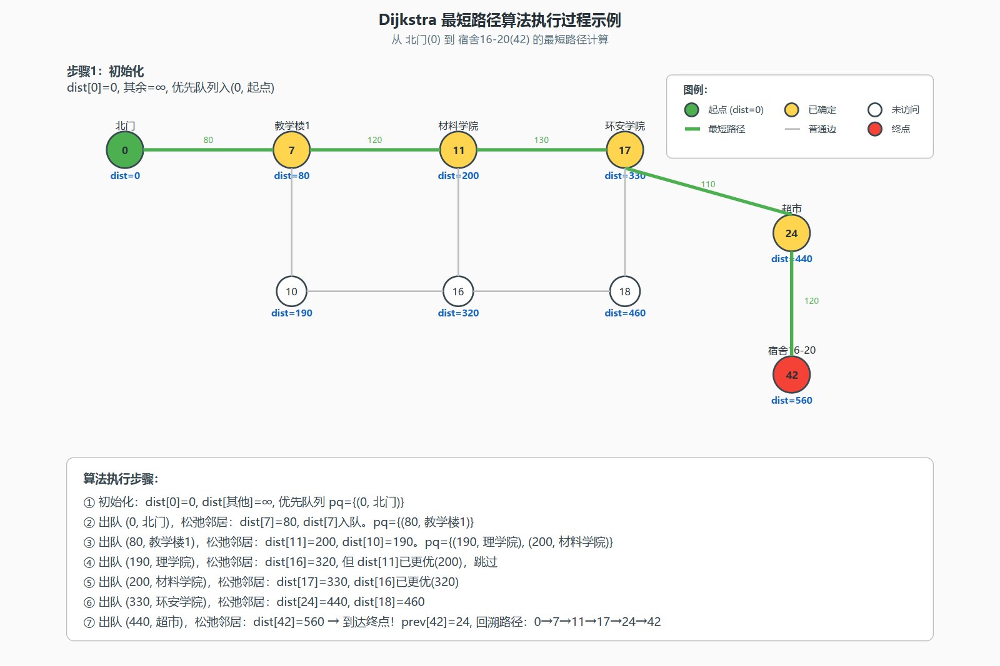 Dijkstra 最短路径算法执行过程示例
从 北门(0) 到 宿舍16-20(42) 的最短路径计算
步骤1：初始化
dist[0]=0, 其余=∞, 优先队列入(0, 起点)
图例：
起点 (dist=0)
已确定
未访问
最短路径
普通边
终点
北门
教学楼1
材料学院
环安学院
80
120
130
0
7
11
17
dist=0
dist=80
dist=200
dist=330
110
超市
24
dist=440
10
16
18
120
dist=190
dist=320
dist=460
宿舍16-20
42
dist=560
算法执行步骤：
① 初始化：dist[0]=0, dist[其他]=∞, 优先队列 pq={(0, 北门)}
② 出队 (0, 北门)，松弛邻居：dist[7]=80, dist[7]入队。pq={(80, 教学楼1)}
③ 出队 (80, 教学楼1)，松弛邻居：dist[11]=200, dist[10]=190。pq={(190, 理学院), (200, 材料学院)}
④ 出队 (190, 理学院)，松弛邻居：dist[16]=320, 但 dist[11]已更优(200)，跳过
⑤ 出队 (200, 材料学院)，松弛邻居：dist[17]=330, dist[16]已更优(320)
⑥ 出队 (330, 环安学院)，松弛邻居：dist[24]=440, dist[18]=460
⑦ 出队 (440, 超市)，松弛邻居：dist[42]=560 → 到达终点！prev[42]=24, 回溯路径：0→7→11→17→24→42